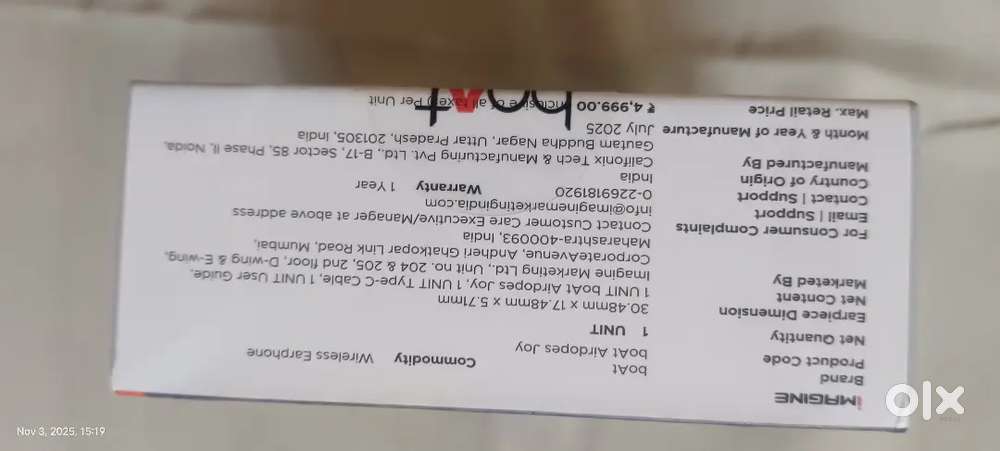 iMAGINE
Brand boAt Commodity Wireless Earphone
Product Code boAt Airdopes Joy
Net Quantity 1 UNIT
Earpiece Dimension 30.48mm x 17.48mm x 5.71mm
Net Content 1 UNIT boAt Airdopes Joy, 1 UNIT Type-C Cable, 1 UNIT User Guide.
Marketed By Imagine Marketing Ltd., Unit no. 204 & 205, 2nd floor, D-wing & E-wing,
CorporateAvenue, Andheri Ghatkopar Link Road, Mumbai,
Maharashtra-400093, India
For Consumer Complaints Contact Customer Care Executive/Manager at above address
Email | Support info@imaginemarketingindia.com
Contact | Support 0-2269181920 Warranty 1 Year
Country of Origin India
Manufactured By Califonix Tech & Manufacturing Pvt. Ltd., B-17, Sector 85, Phase II, Noida,
Gautam Buddha Nagar, Uttar Pradesh, 201305, India
Month & Year of Manufacture July 2025
Max. Retail Price ₹ 4,999.00 of all taxes) Per Unit
boAt
olx
Nov 3, 2025, 15:19